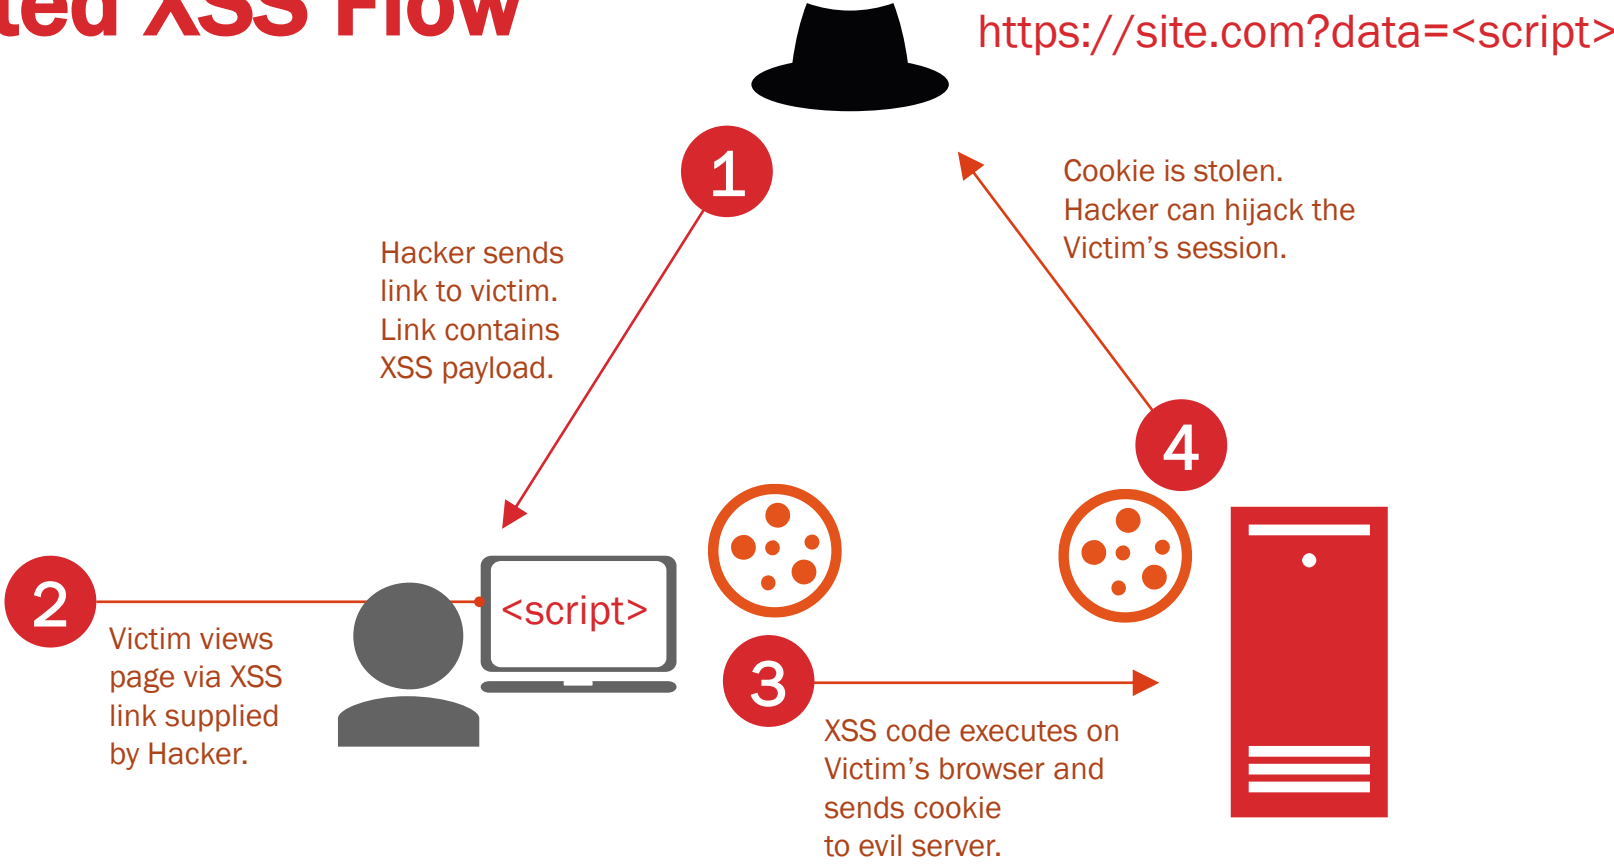 ted XSS Flow
https://site.com?data=<script>
1
Hacker sends
link to victim.
Link contains
XSS payload.
Cookie is stolen.
Hacker can hijack the
Victim’s session.
4
2
Victim views
page via XSS
link supplied
by Hacker.
<script>
3
XSS code executes on
Victim’s browser and
sends cookie
to evil server.